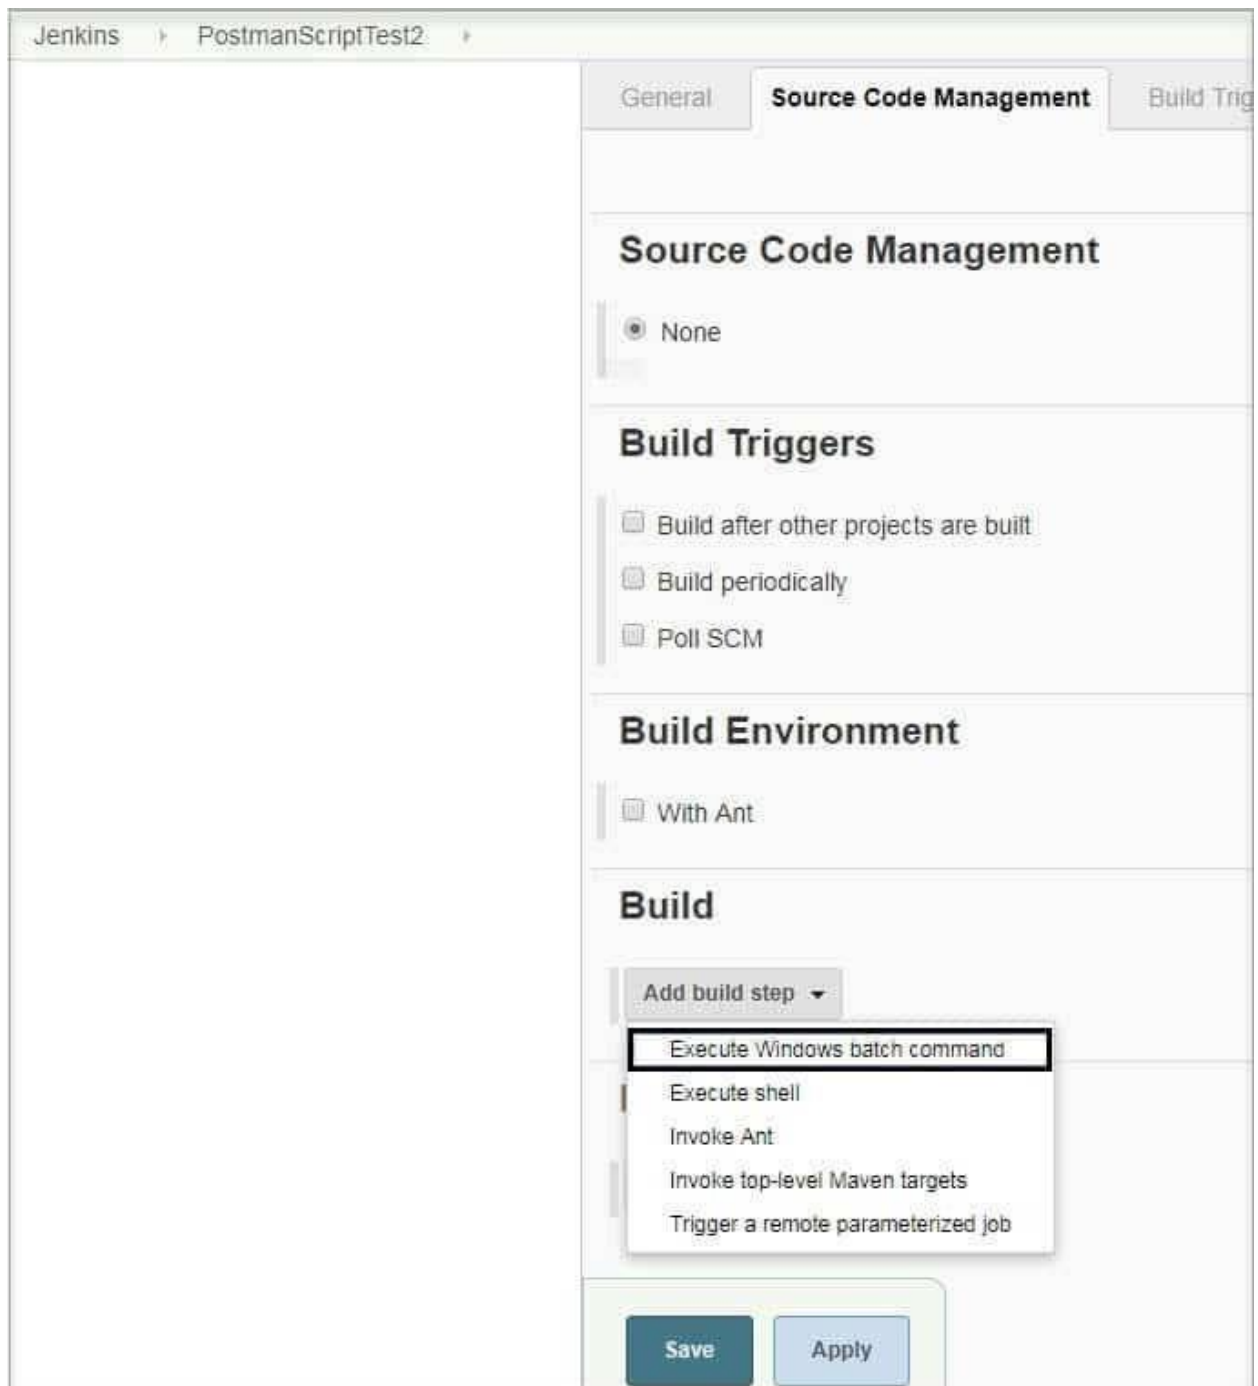 Jenkins PostmanScriptTest2
General Source Code Management Build Trig
Source Code Management
None
Build Triggers
Build after other projects are built
Build periodically
Poll SCM
Build Environment
With Ant
Build
Add build step
Execute Windows batch command
Execute shell
Invoke Ant
Invoke top-level Maven targets
Trigger a remote parameterized job
Save Apply